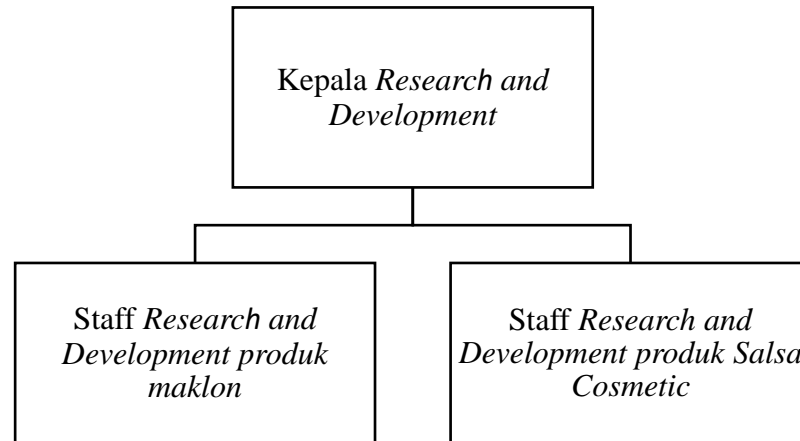 Kepala Research and
Development
Staff Research and
Development produk
maklon
Staff Research and
Development produk Salsa
Cosmetic